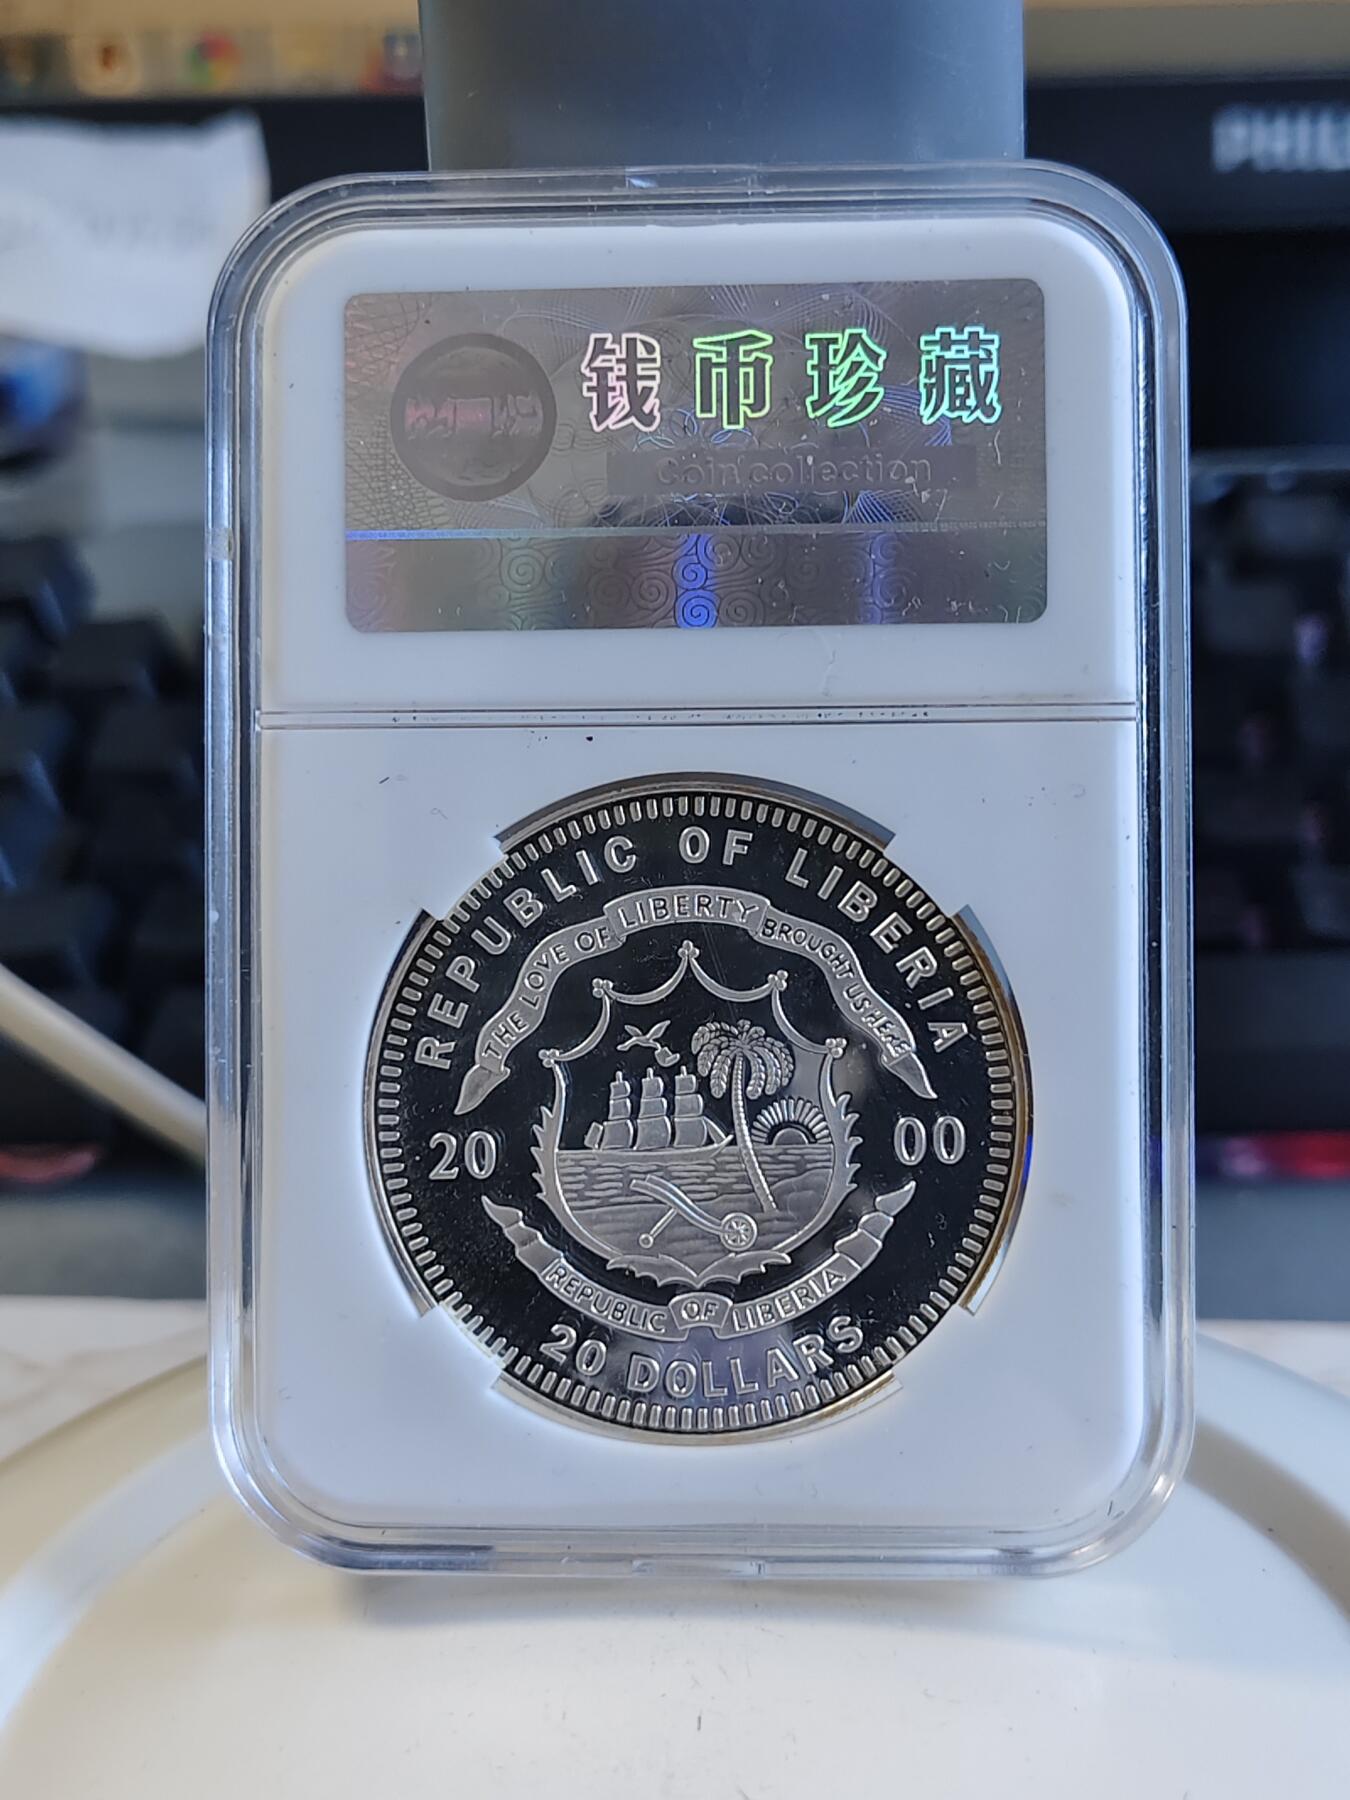 钱币珍藏
Coin collection
REPUBLIC OF LIBERIA
THE LOVE OF LIBERTY BROUGHT US HERE
20 00
REPUBLIC OF LIBERIA
20 DOLLARS